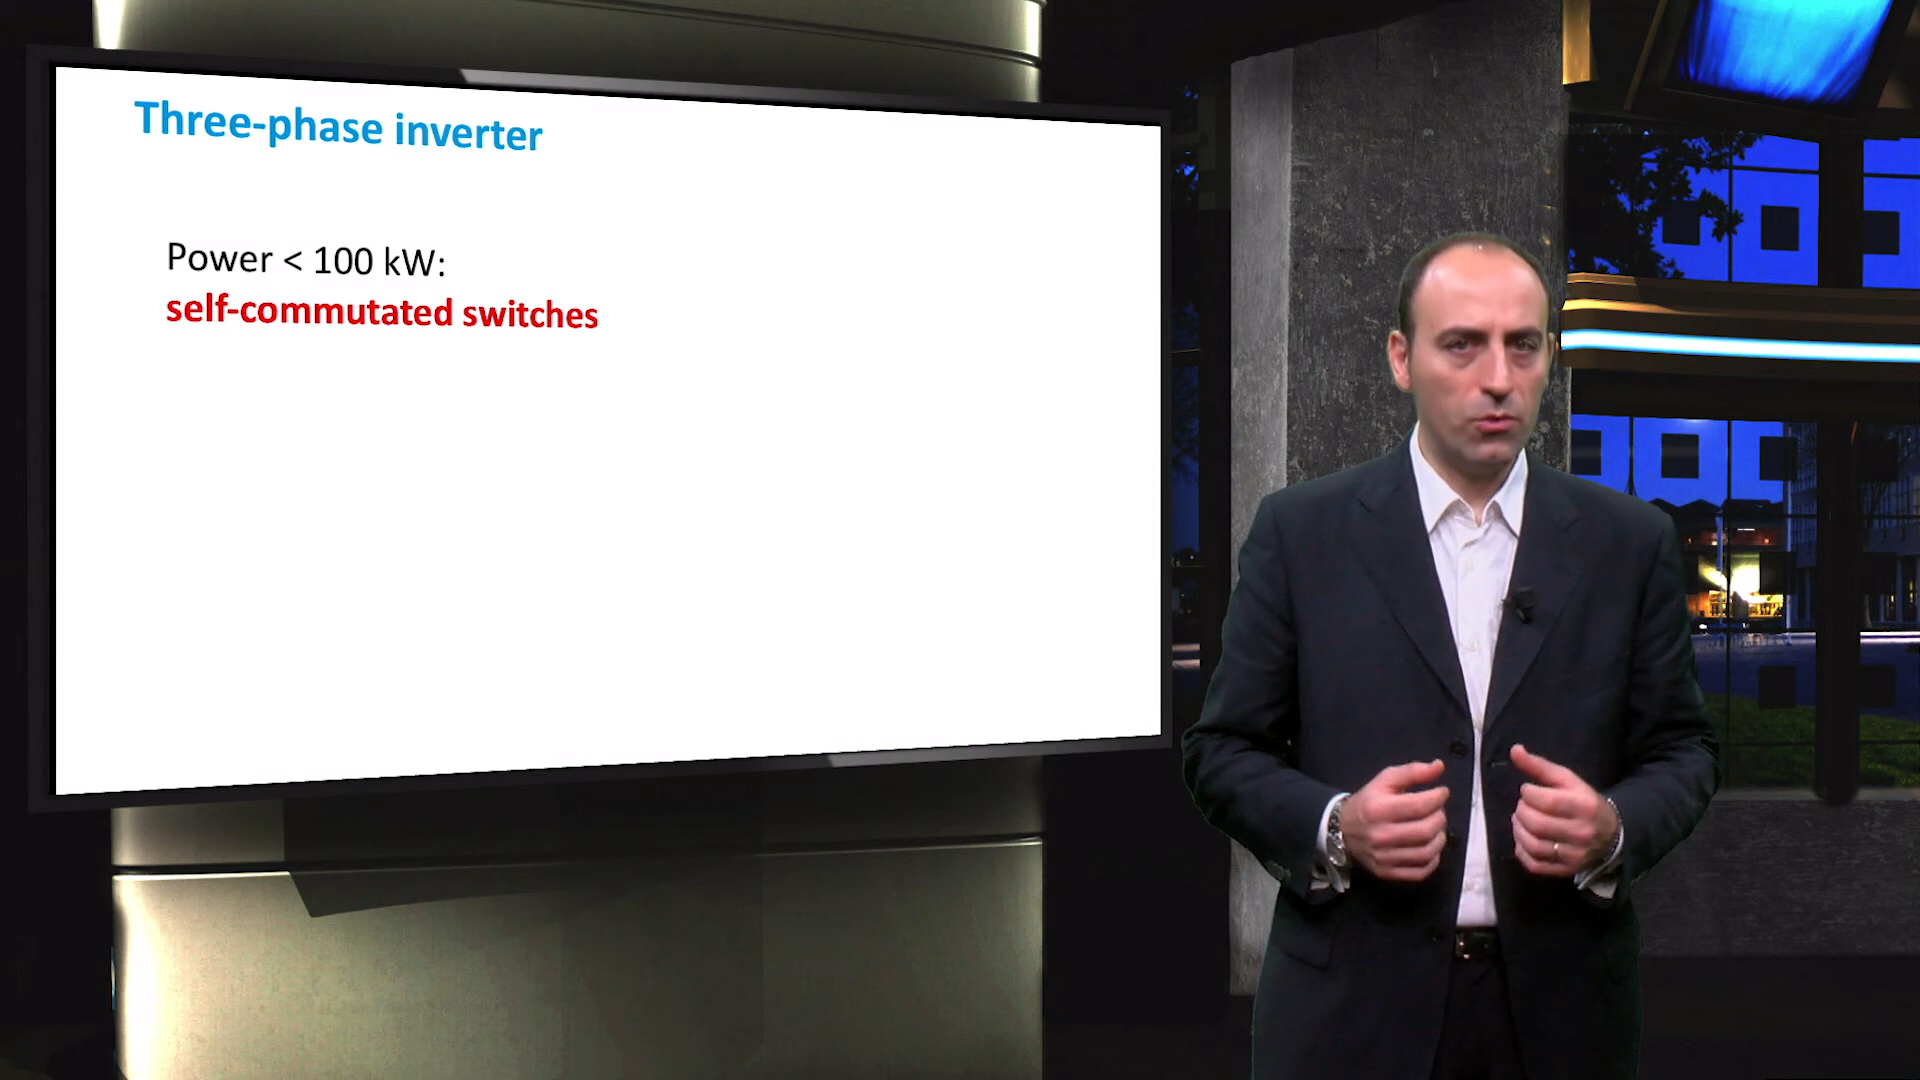 Three-phase inverter
Power < 100 kW:
self-commutated switches